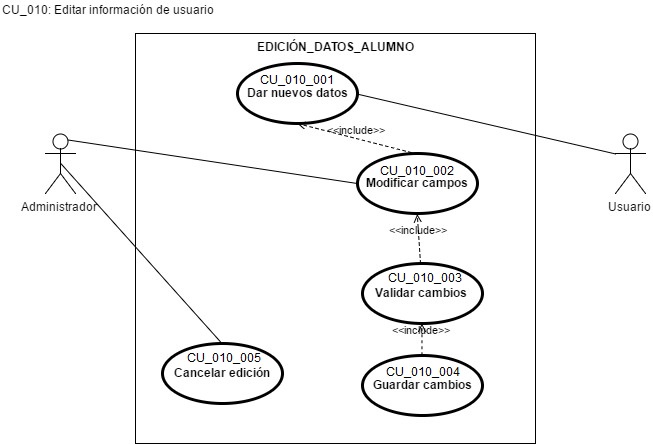 CU_010: Editar información de usuario
EDICIÓN_DATOS_ALUMNO
CU_010_001
Dar nuevos datos
<<include>>
CU_010_002
Modificar campos
Administrador
Usuario
<<include>>
CU_010_003
Validar cambios
<<include>>
CU_010_005
Cancelar edición
CU_010_004
Guardar cambios